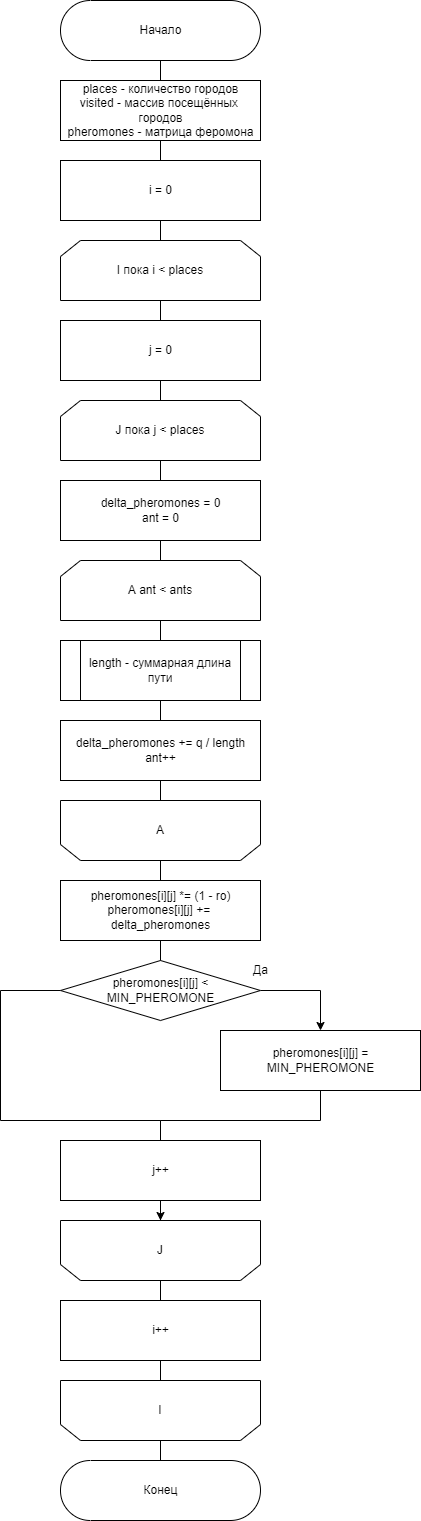 Начало
places - количество городов
visited - массив посещённых
городов
pheromones - матрица феромона
i = 0
I пока i < places
j = 0
J пока j < places
delta_pheromones = 0
ant = 0
A ant < ants
length - суммарная длина
пути
delta_pheromones += q / length
ant++
A
pheromones[i][j] *= (1 - ro)
pheromones[i][j] +=
delta_pheromones
Да
pheromones[i][j] <
MIN_PHEROMONE
pheromones[i][j] =
MIN_PHEROMONE
j++
J
i++
I
Конец